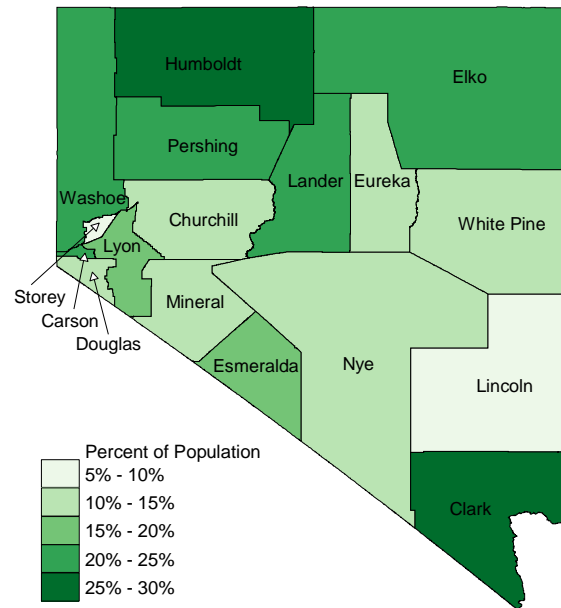 Humboldt
Elko
Pershing
Lander
Eureka
Washoe
Churchill
White Pine
Lyon
Storey
Carson
Douglas
Mineral
Esmeralda
Nye
Lincoln
Clark
Percent of Population
5% - 10%
10% - 15%
15% - 20%
20% - 25%
25% - 30%